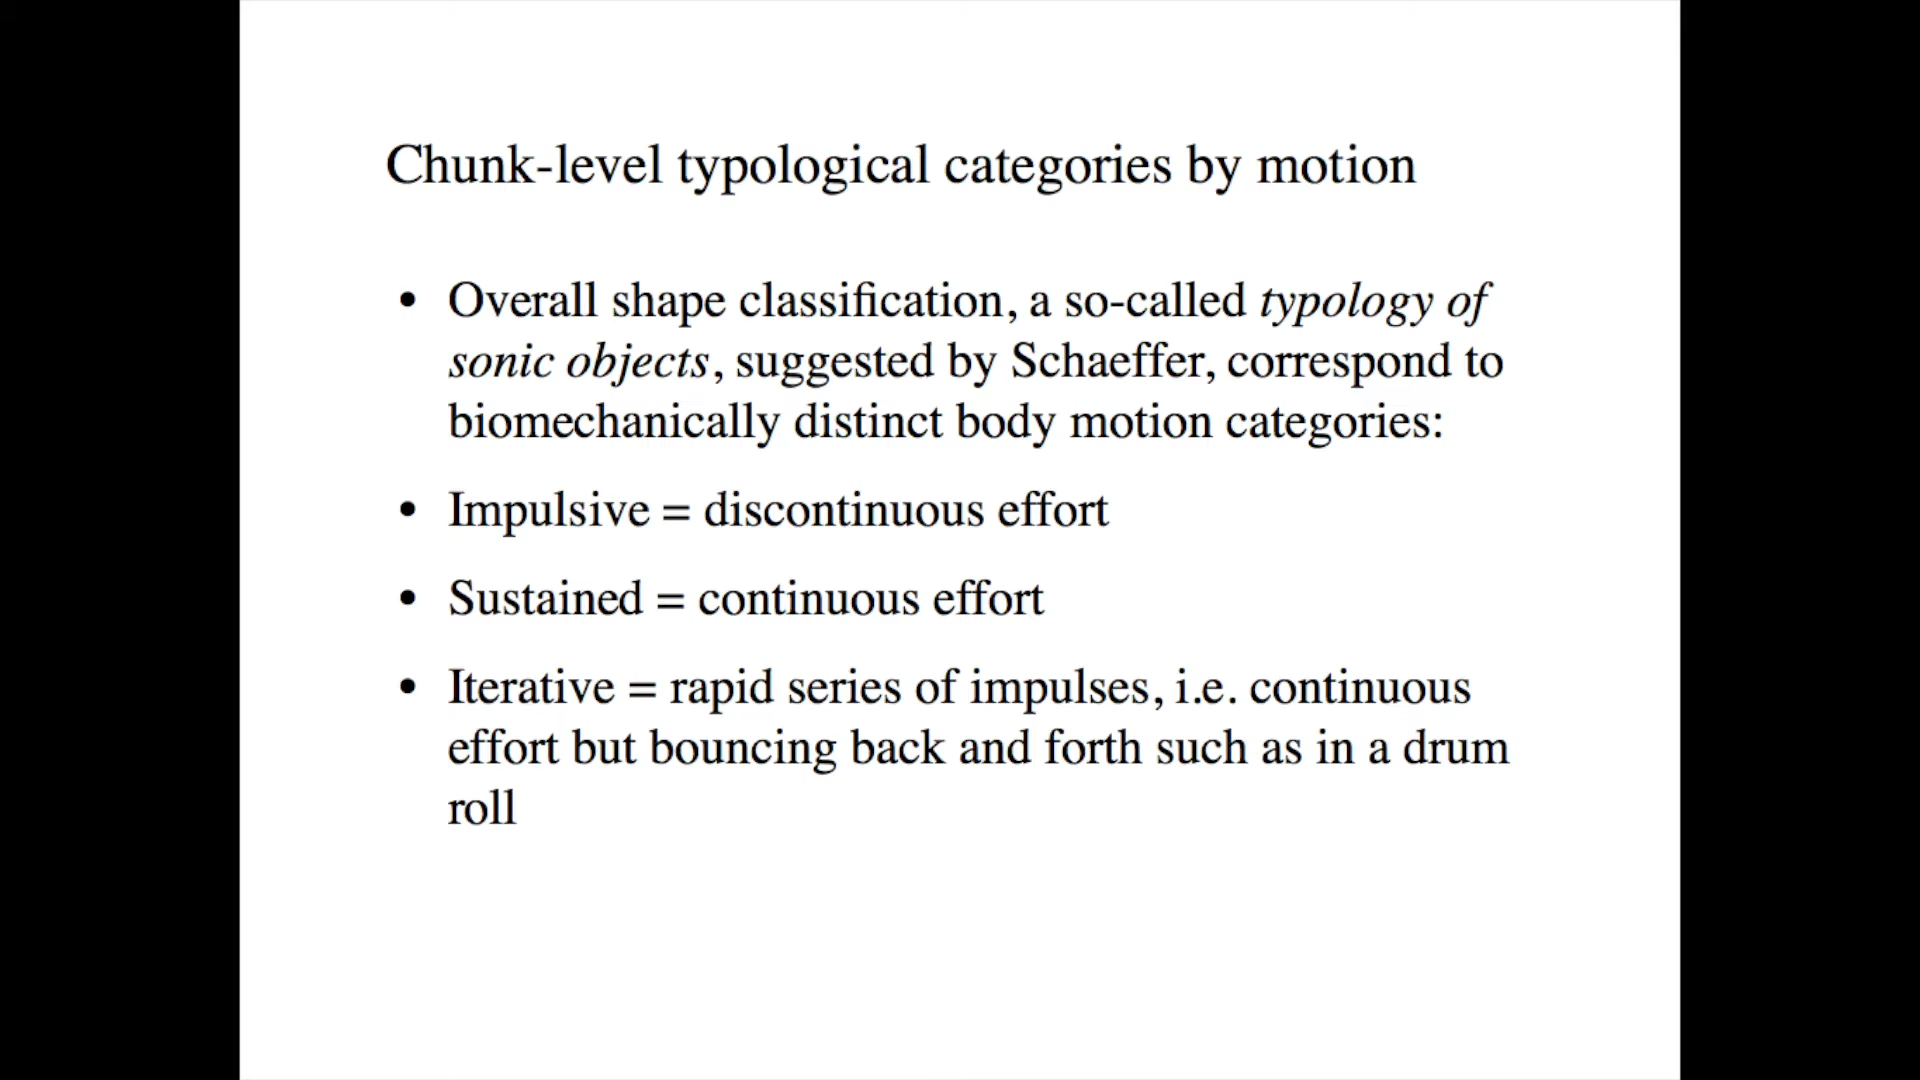 Chunk-level typological categories by motion
• Overall shape classification, a so-called typology of
sonic objects, suggested by Schaeffer, correspond to
biomechanically distinct body motion categories:
• Impulsive = discontinuous effort
• Sustained = continuous effort
• Iterative = rapid series of impulses, i.e. continuous
effort but bouncing back and forth such as in a drum
roll